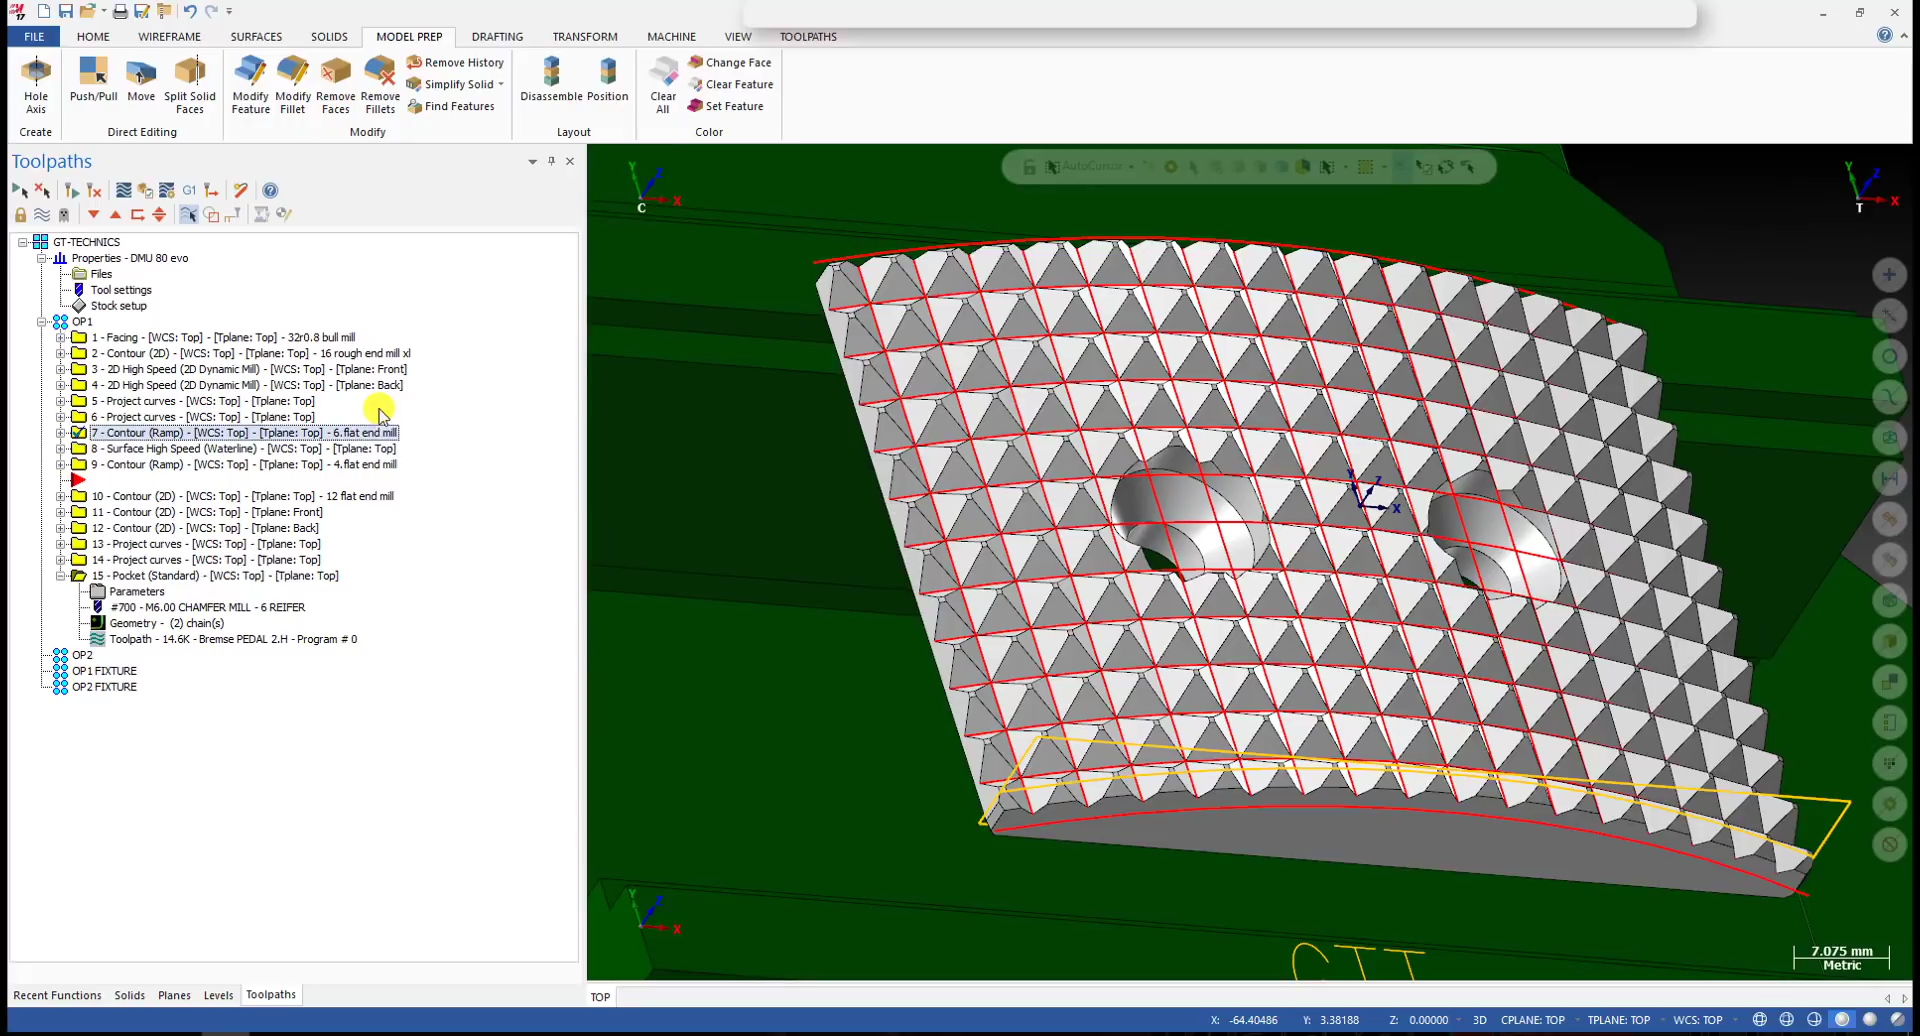 17
FILE
HOME
WIREFRAME
SURFACES
SOLIDS
MODEL PREP
DRAFTING
TRANSFORM
MACHINE
VIEW
TOOLPATHS
Hole Axis
Push/Pull
Move
Split Solid Faces
Modify Feature
Modify Fillet
Remove Faces
Remove Fillets
Remove History
Simplify Solid
Find Features
Disassemble
Position
Clear All
Change Face
Clear Feature
Set Feature
Create
Direct Editing
Modify
Layout
Color
Toolpaths
G1
GT-TECHNICS
Properties - DMU 80 evo
Files
Tool settings
Stock setup
OP1
1 - Facing - [WCS: Top] - [Tplane: Top] - 32r0.8 bull mill
2 - Contour (2D) - [WCS: Top] - [Tplane: Top] - 16 rough end mill xl
3 - 2D High Speed (2D Dynamic Mill) - [WCS: Top] - [Tplane: Front]
4 - 2D High Speed (2D Dynamic Mill) - [WCS: Top] - [Tplane: Back]
5 - Project curves - [WCS: Top] - [Tplane: Top]
6 - Project curves - [WCS: Top] - [Tplane: Top]
7 - Contour (Ramp) - [WCS: Top] - [Tplane: Top] - 6.flat end mill
8 - Surface High Speed (Waterline) - [WCS: Top] - [Tplane: Top]
9 - Contour (Ramp) - [WCS: Top] - [Tplane: Top] - 4.flat end mill
10 - Contour (2D) - [WCS: Top] - [Tplane: Top] - 12 flat end mill
11 - Contour (2D) - [WCS: Top] - [Tplane: Front]
12 - Contour (2D) - [WCS: Top] - [Tplane: Back]
13 - Project curves - [WCS: Top] - [Tplane: Top]
14 - Project curves - [WCS: Top] - [Tplane: Top]
15 - Pocket (Standard) - [WCS: Top] - [Tplane: Top]
Parameters
#700 - M6.00 CHAMFER MILL - 6 REIFER
Geometry - (2) chain(s)
Toolpath - 14.6K - Bremse PEDAL 2.H - Program # 0
OP2
OP1 FIXTURE
OP2 FIXTURE
AutoCursor
Y Z X C
Y Z X T
Y Z X
Y Z X
7.075 mm
Metric
Recent Functions
Solids
Planes
Levels
Toolpaths
TOP
X: -64.40486 Y: 3.38188 Z: 0.00000 3D CPLANE: TOP TPLANE: TOP WCS: TOP